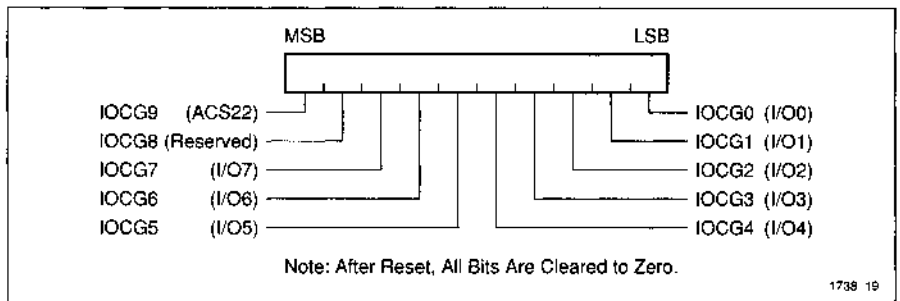 MSB LSB
IOCG9 (ACS22) IOCG0 (I/O0)
IOCG8 (Reserved) IOCG1 (I/O1)
IOCG7 (I/O7) IOCG2 (I/O2)
IOCG6 (I/O6) IOCG3 (I/O3)
IOCG5 (I/O5) IOCG4 (I/O4)
Note: After Reset, All Bits Are Cleared to Zero.
1738 19